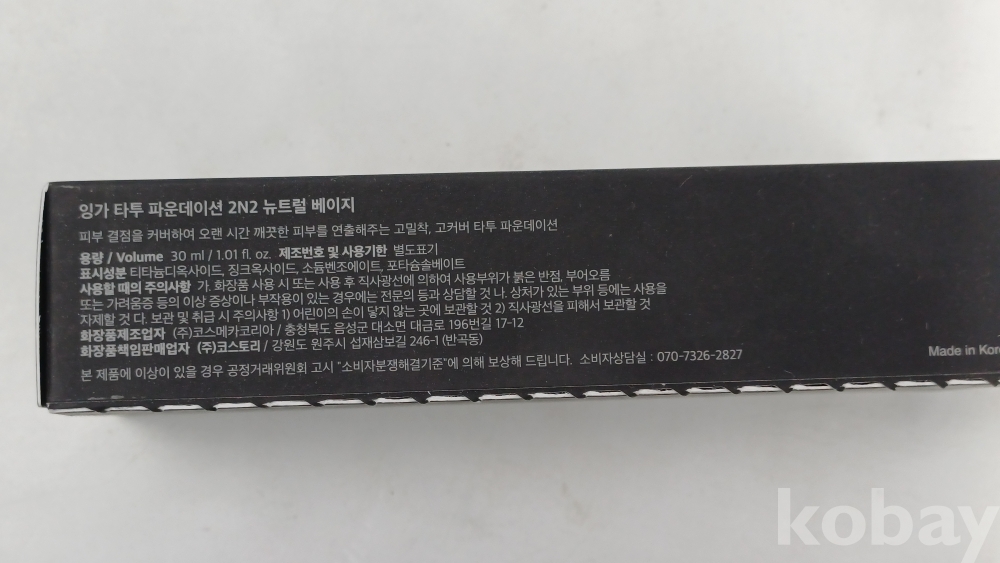 잉가 타투 파운데이션 2N2 뉴트럴 베이지
피부 결점을 커버하여 오랜 시간 깨끗한 피부를 연출해주는 고밀착, 고커버 타투 파운데이션
용량 / Volume 30 ml / 1.01 fl. oz. 제조번호 및 사용기한 별도표기
표시성분 티타늄디옥사이드, 징크옥사이드, 소듐벤조에이트, 포타슘솔베이트
사용할 때의 주의사항 가. 화장품 사용 시 또는 사용 후 직사광선에 의하여 사용부위가 붉은 반점, 부어오름
또는 가려움증 등의 이상 증상이나 부작용이 있는 경우에는 전문의 등과 상담할 것 나. 상처가 있는 부위 등에는 사용을
자제할 것 다. 보관 및 취급 시 주의사항 1) 어린이의 손이 닿지 않는 곳에 보관할 것 2) 직사광선을 피해서 보관할 것
화장품제조업자 (주)코스메카코리아 / 충청북도 음성군 대소면 대금로 196번길 17-12
화장품책임판매업자 (주)코스토리 / 강원도 원주시 섭재삼보길 246-1 (반곡동)
본 제품에 이상이 있을 경우 공정거래위원회 고시 "소비자분쟁해결기준"에 의해 보상해 드립니다. 소비자상담실 : 070-7326-2827
Made in Kor
kobay